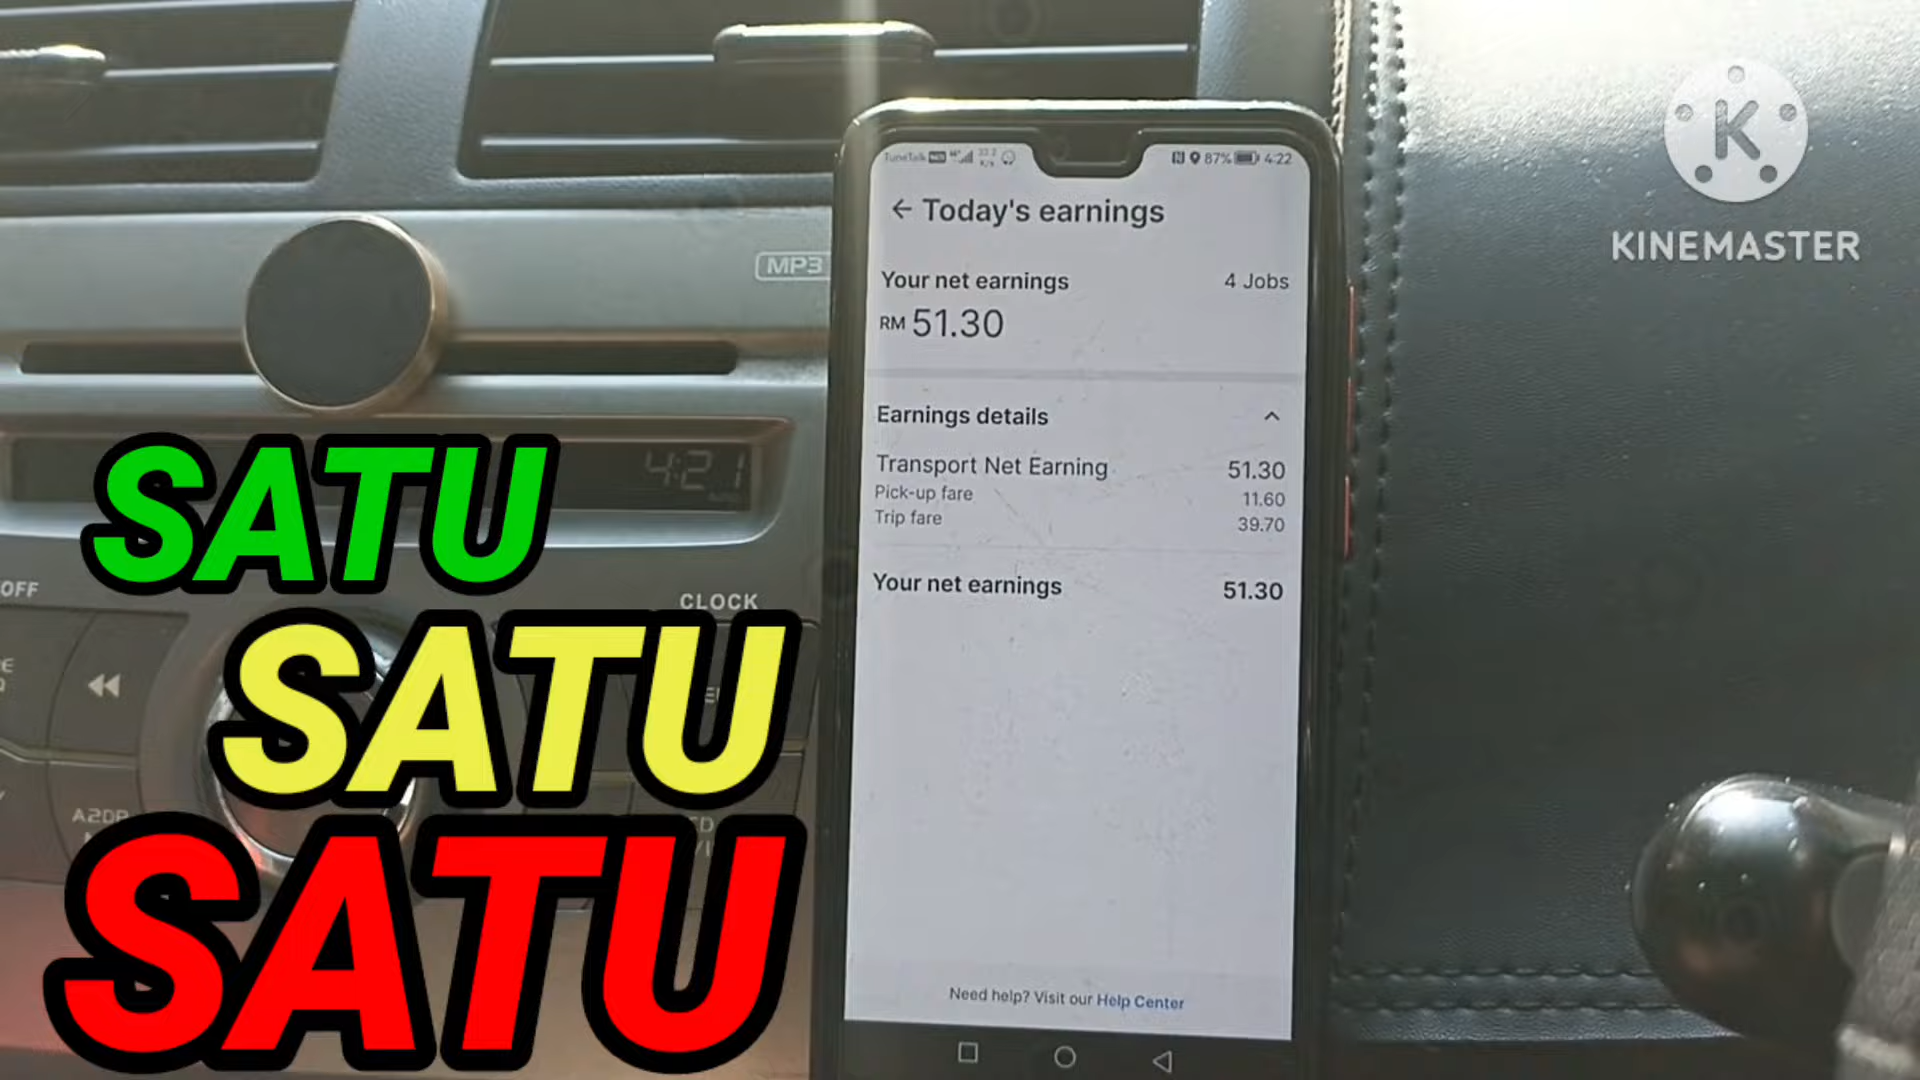 MP3
4:21
OFF
CLOCK
A2DP
SATU
SATU
SATU
TuneTalk
87% 4:22
Today's earnings
Your net earnings 4 Jobs
RM 51.30
Earnings details
Transport Net Earning 51.30
Pick-up fare 11.60
Trip fare 39.70
Your net earnings 51.30
Need help? Visit our Help Center
K
KINEMASTER